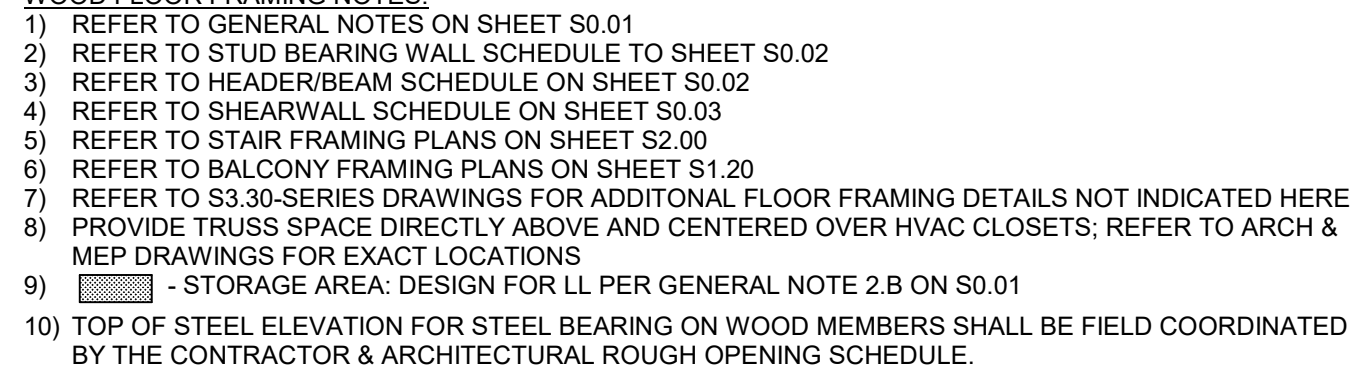 WOOD FLOOR FRAMING NOTES:
1) REFER TO GENERAL NOTES ON SHEET S0.01
2) REFER TO STUD BEARING WALL SCHEDULE TO SHEET S0.02
3) REFER TO HEADER/BEAM SCHEDULE ON SHEET S0.02
4) REFER TO SHEARWALL SCHEDULE ON SHEET S0.03
5) REFER TO STAIR FRAMING PLANS ON SHEET S2.00
6) REFER TO BALCONY FRAMING PLANS ON SHEET S1.20
7) REFER TO S3.30-SERIES DRAWINGS FOR ADDITONAL FLOOR FRAMING DETAILS NOT INDICATED HERE
8) PROVIDE TRUSS SPACE DIRECTLY ABOVE AND CENTERED OVER HVAC CLOSETS; REFER TO ARCH &
MEP DRAWINGS FOR EXACT LOCATIONS
9) - STORAGE AREA: DESIGN FOR LL PER GENERAL NOTE 2.B ON S0.01
10) TOP OF STEEL ELEVATION FOR STEEL BEARING ON WOOD MEMBERS SHALL BE FIELD COORDINATED
BY THE CONTRACTOR & ARCHITECTURAL ROUGH OPENING SCHEDULE.